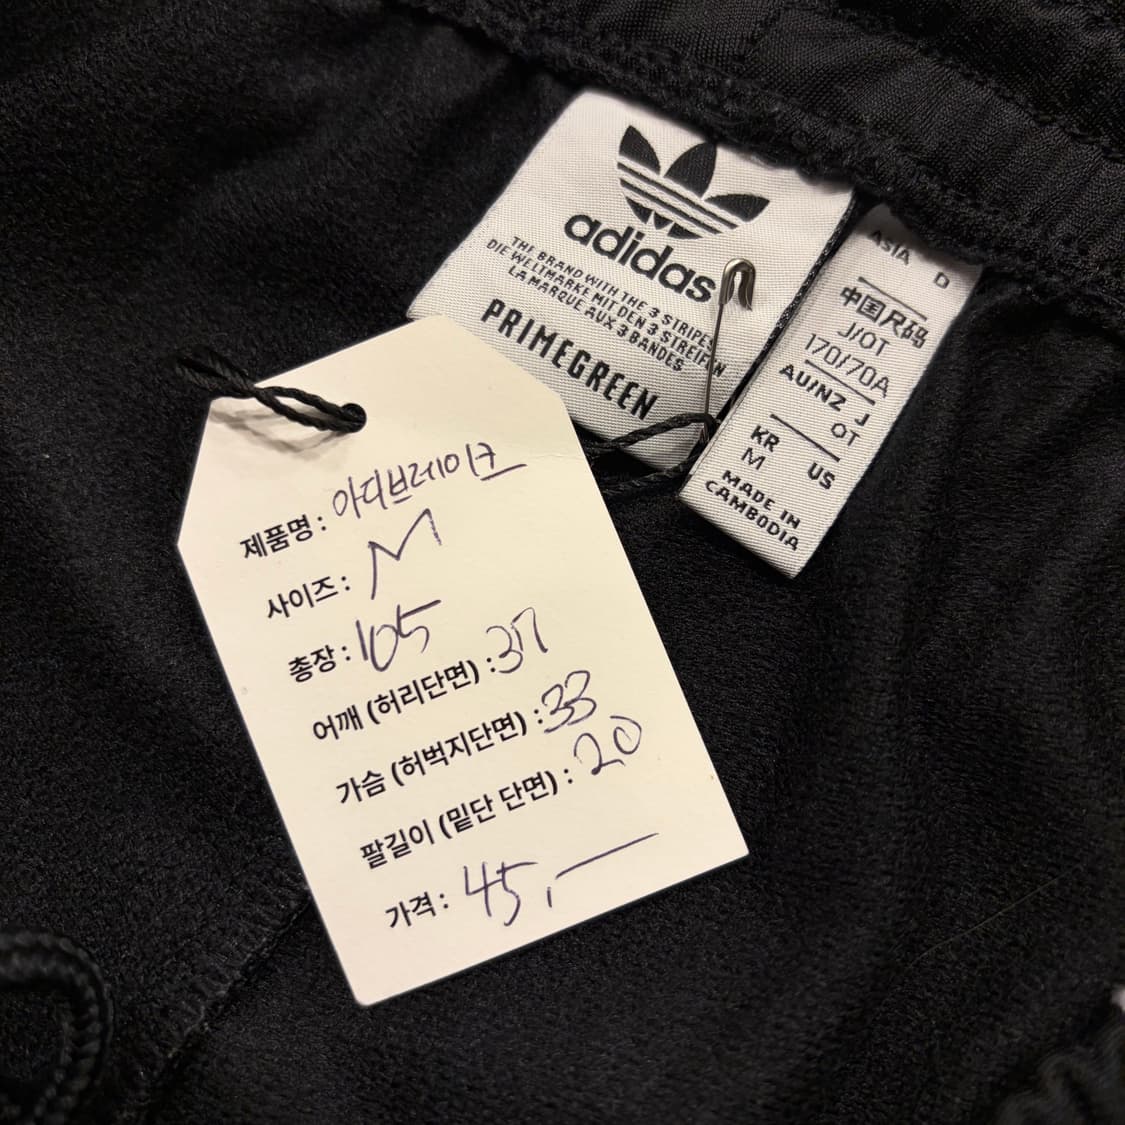 adidas
THE BRAND WITH THE 3 STRIPES
DIE WELTMARKE MIT DEN 3 STREIFEN
LA MARQUE AUX 3 BANDES
PRIMEGREEN
ASIA D
中国尺码
J/OT
170/70A
AU/NZ J
OT
KR US
M
MADE IN
CAMBODIA
제품명 : 아디브레이크
사이즈 : M
총장 : 105
어깨 (허리단면) : 37
가슴 (허벅지단면) : 33
팔길이 (밑단 단면) : 20
가격 : 45,—